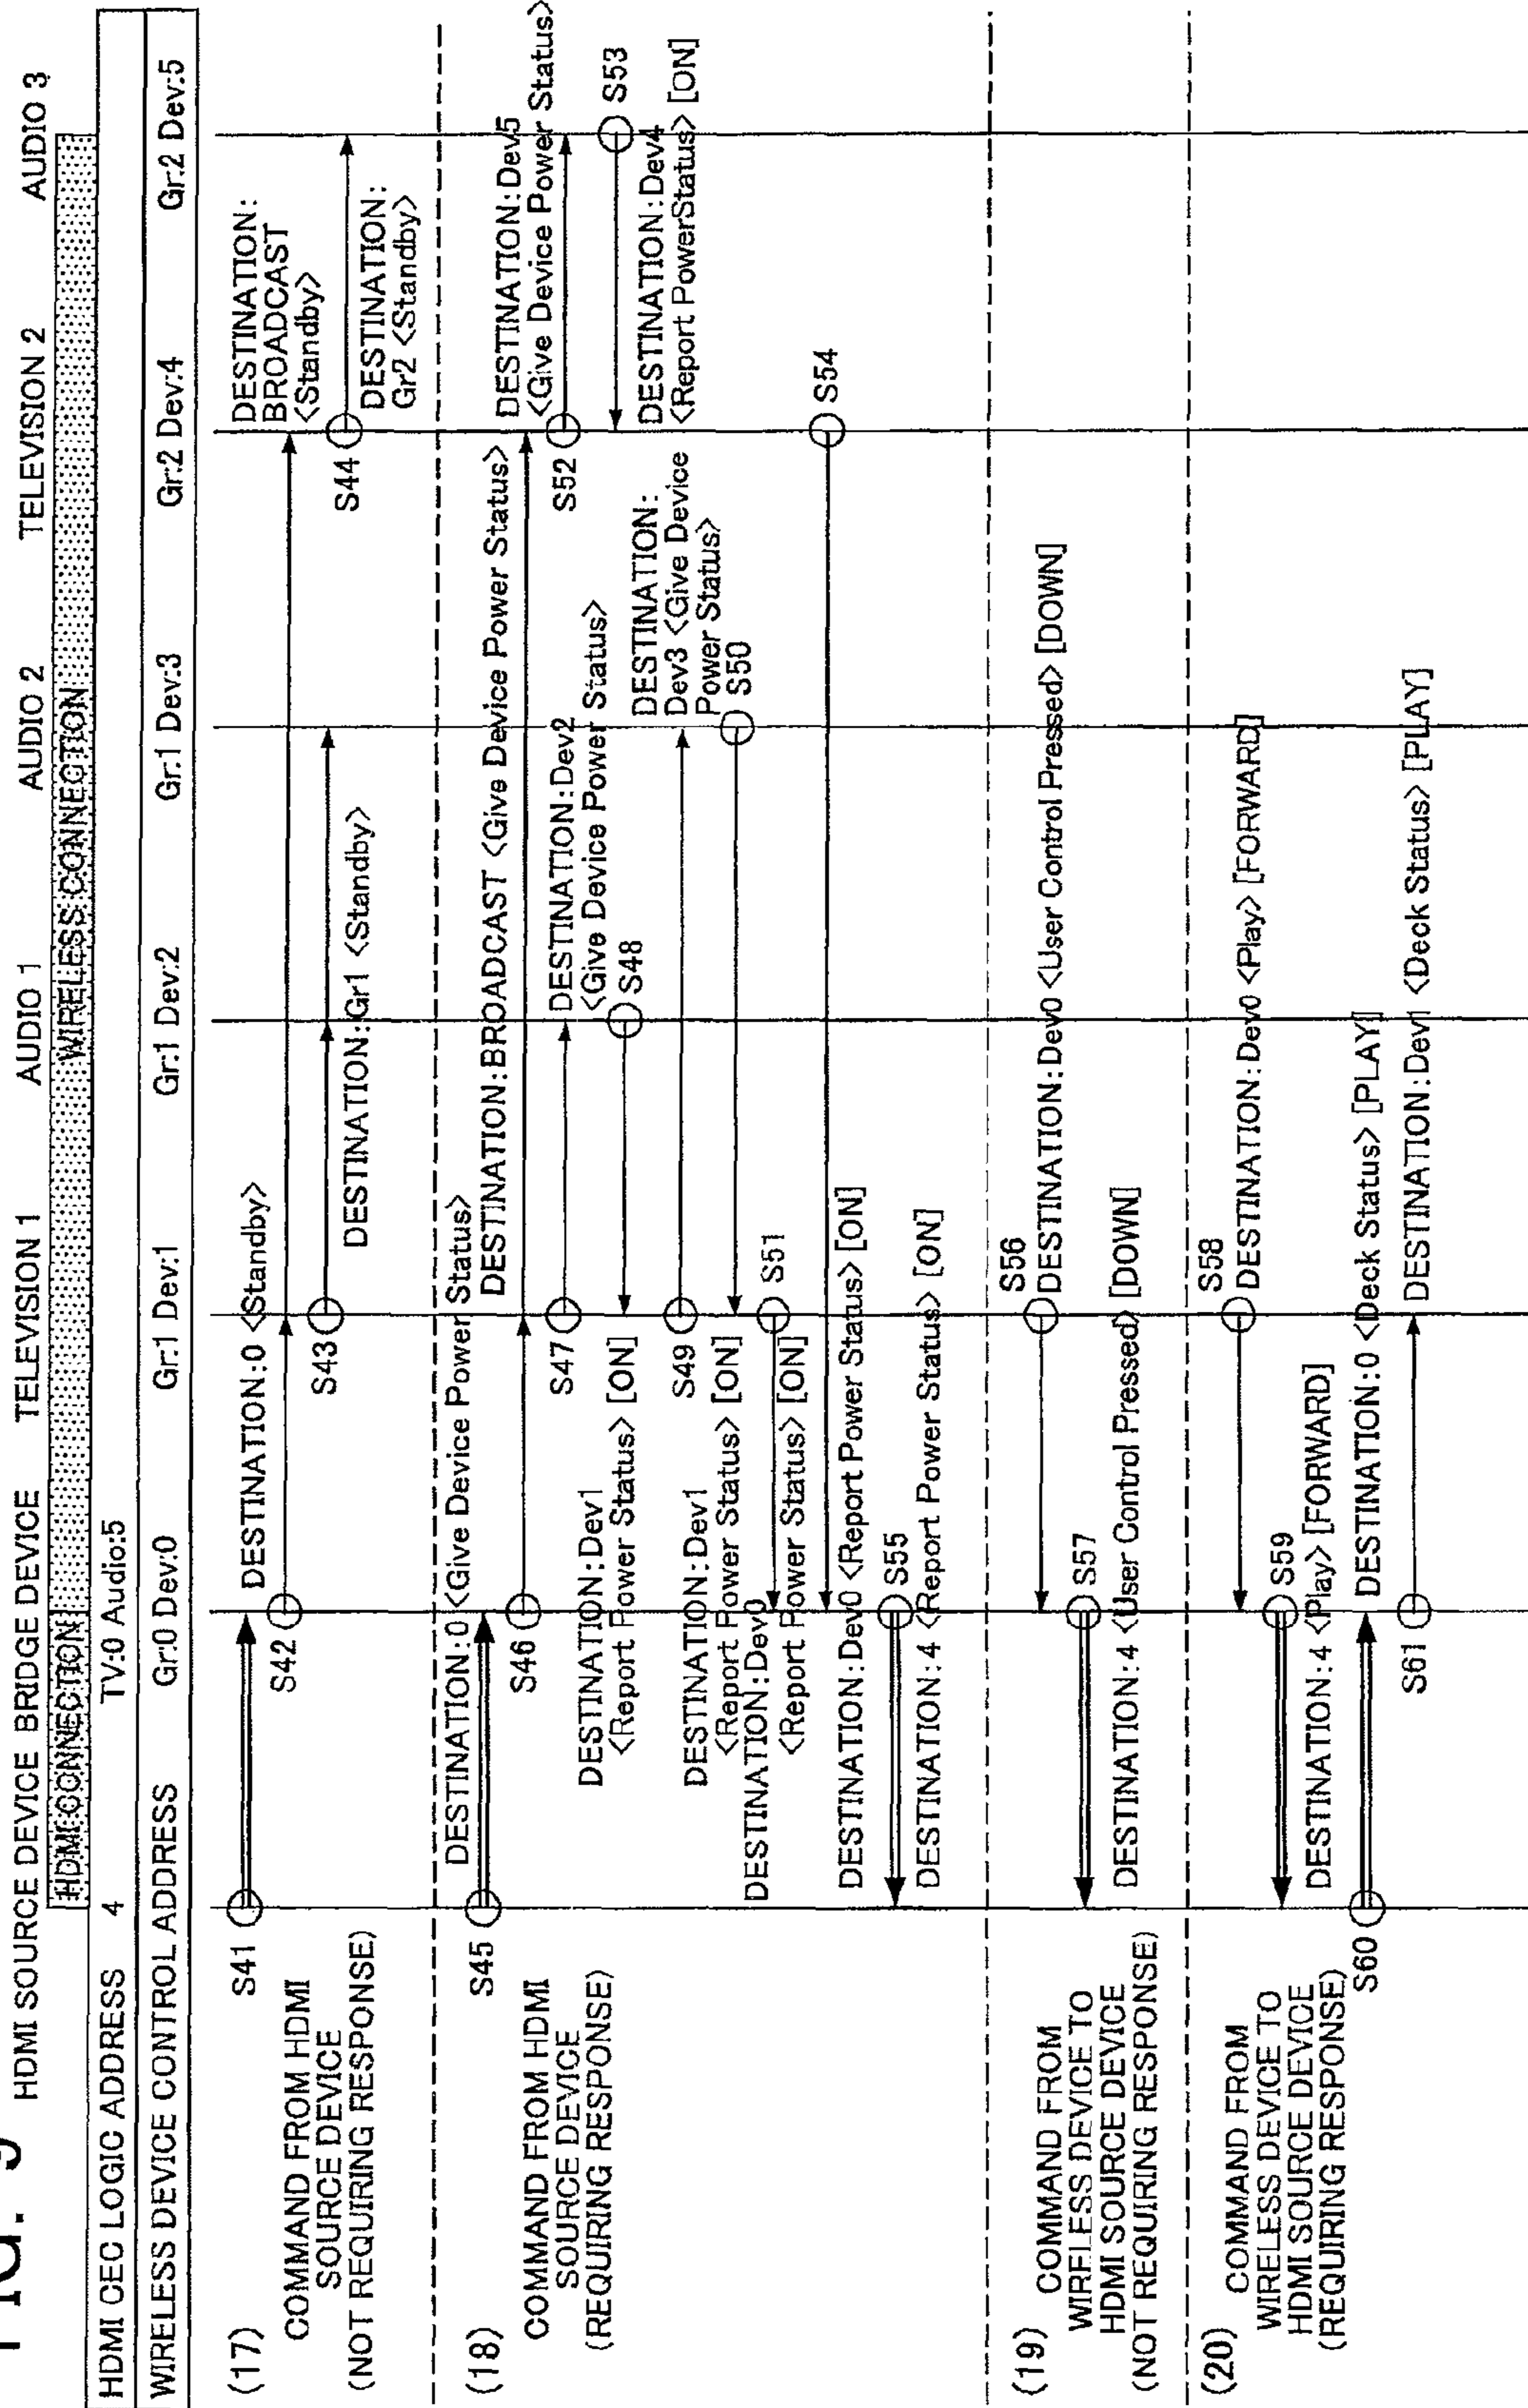 FIG. 9
HDMI SOURCE DEVICE BRIDGE DEVICE TELEVISION 1 AUDIO 1 AUDIO 2 TELEVISION 2 AUDIO 3
HDMI CONNECTION WIRELESS CONNECTION
HDMI CEC LOGIC ADDRESS 4 TV:0 Audio:5
WIRELESS DEVICE CONTROL ADDRESS Gr:0 Dev:0 Gr:1 Dev:1 Gr:1 Dev:2 Gr:1 Dev:3 Gr:2 Dev:4 Gr:2 Dev:5
(17)
COMMAND FROM HDMI
SOURCE DEVICE
(NOT REQUIRING RESPONSE)
S41
DESTINATION:0 <Standby>
S42
DESTINATION:
BROADCAST
<Standby>
S43
DESTINATION:Gr1 <Standby>
S44
DESTINATION:
Gr2 <Standby>
(18)
COMMAND FROM HDMI
SOURCE DEVICE
(REQUIRING RESPONSE)
S45
DESTINATION:0 <Give Device Power Status>
S46
DESTINATION:BROADCAST <Give Device Power Status>
S47
DESTINATION:Dev2
<Give Device Power Status>
S48
DESTINATION:Dev1
<Report Power Status> [ON]
S49
DESTINATION:
Dev3 <Give Device
Power Status>
S50
DESTINATION:Dev1
<Report Power Status> [ON]
S51
DESTINATION:Dev0
<Report Power Status> [ON]
S52
DESTINATION:Dev5
<Give Device Power Status>
S53
DESTINATION:Dev4
<Report PowerStatus> [ON]
S54
DESTINATION:Dev0 <Report Power Status> [ON]
S55
DESTINATION:4 <Report Power Status> [ON]
(19)
COMMAND FROM
WIRELESS DEVICE TO
HDMI SOURCE DEVICE
(NOT REQUIRING RESPONSE)
S56
DESTINATION:Dev0 <User Control Pressed> [DOWN]
S57
DESTINATION:4 <User Control Pressed> [DOWN]
(20)
COMMAND FROM
WIRELESS DEVICE TO
HDMI SOURCE DEVICE
(REQUIRING RESPONSE)
S58
DESTINATION:Dev0 <Play> [FORWARD]
S59
DESTINATION:4 <Play> [FORWARD]
S60
DESTINATION:0 <Deck Status> [PLAY]
S61
DESTINATION:Dev1 <Deck Status> [PLAY]